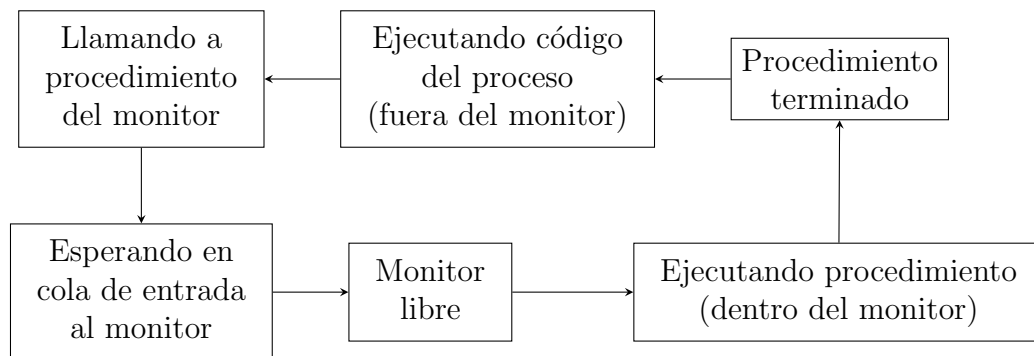 Llamando a
procedimiento
del monitor
Ejecutando código
del proceso
(fuera del monitor)
Procedimiento
terminado
Esperando en
cola de entrada
al monitor
Monitor
libre
Ejecutando procedimiento
(dentro del monitor)